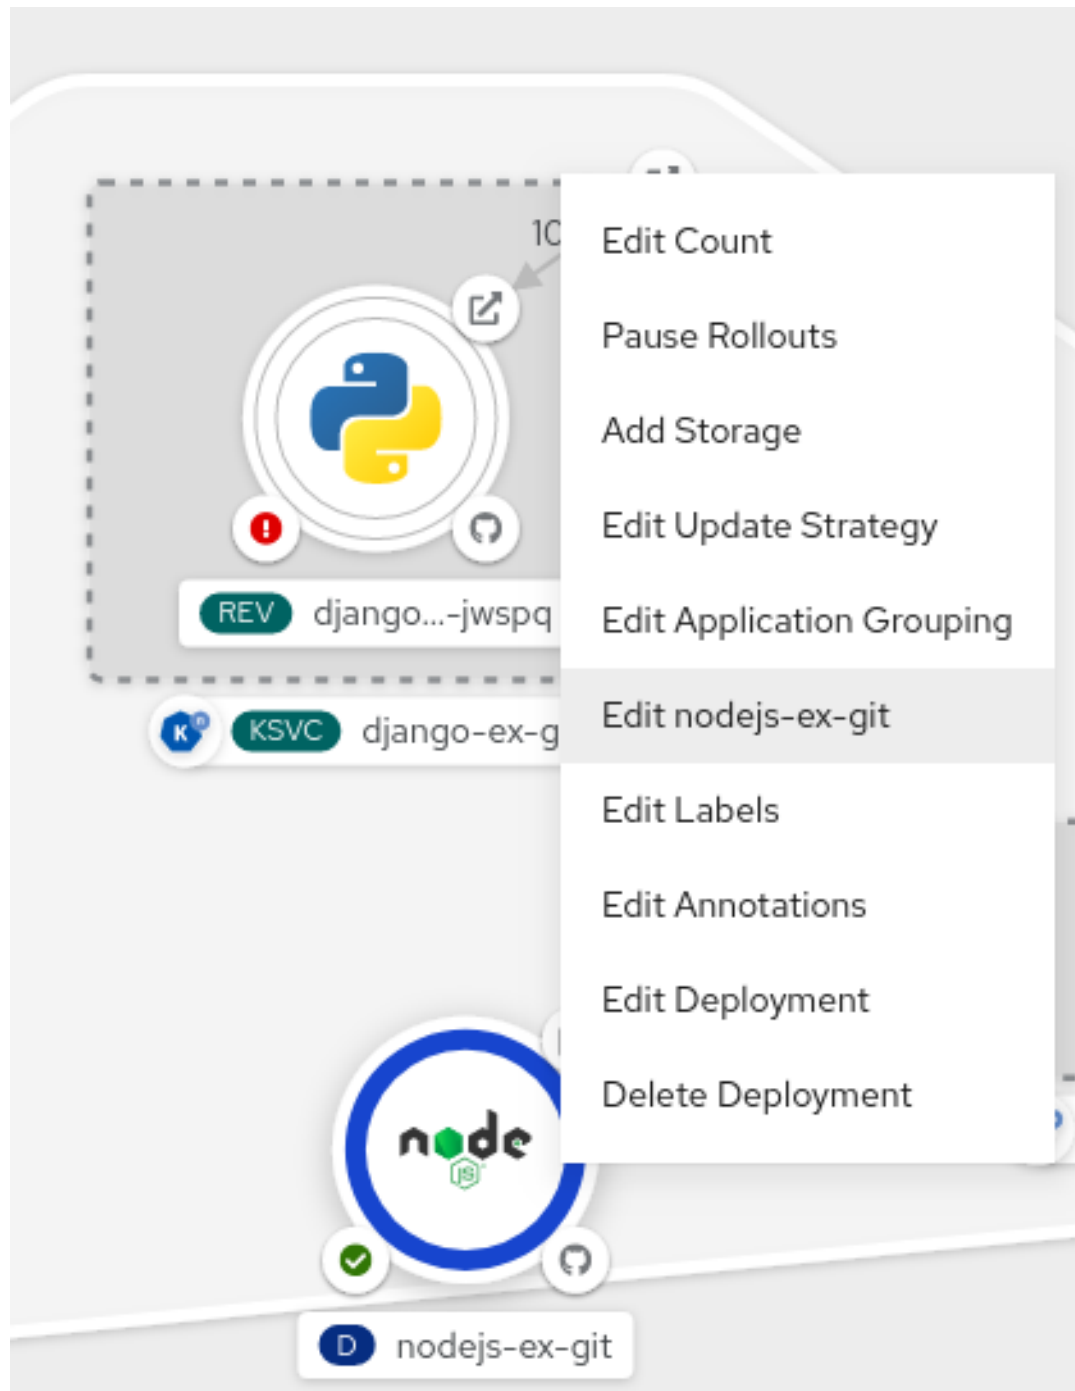 10
Edit Count
Pause Rollouts
Add Storage
Edit Update Strategy
REV django...-jwspq
Edit Application Grouping
K n KSVC django-ex-g
Edit nodejs-ex-git
Edit Labels
Edit Annotations
Edit Deployment
Delete Deployment
node
JS
D nodejs-ex-git